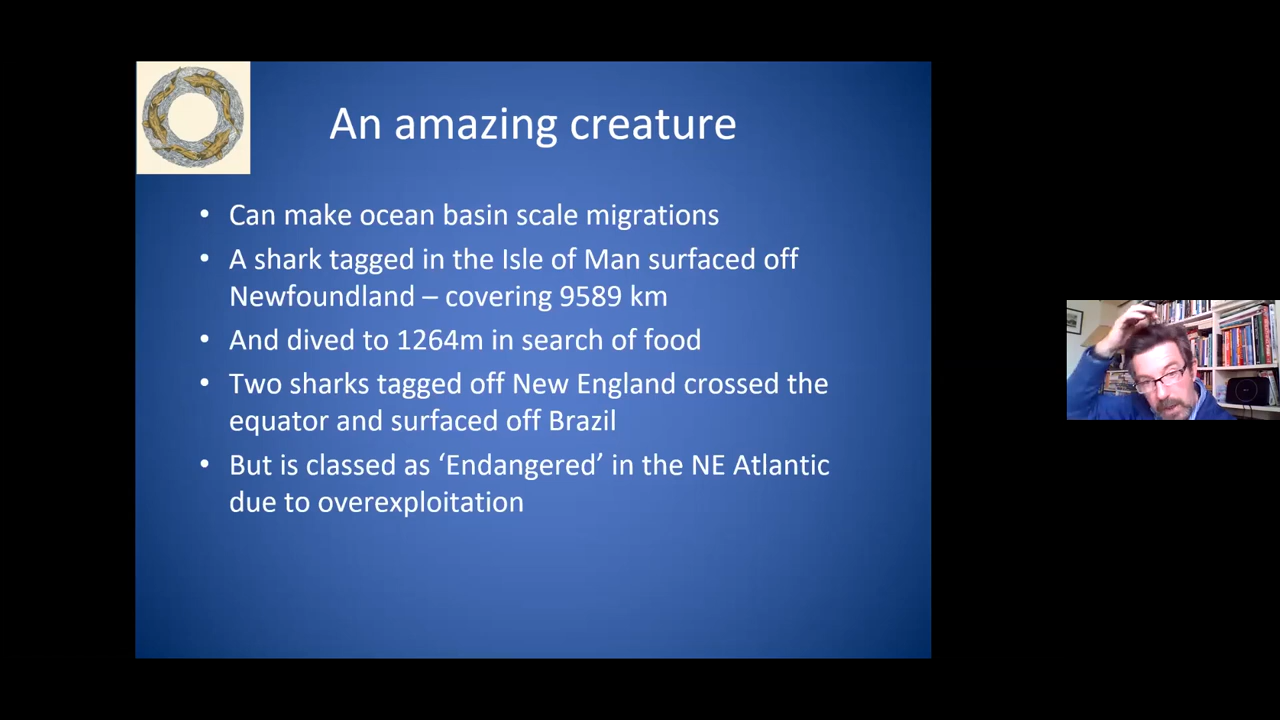 An amazing creature
• Can make ocean basin scale migrations
• A shark tagged in the Isle of Man surfaced off
Newfoundland – covering 9589 km
• And dived to 1264m in search of food
• Two sharks tagged off New England crossed the
equator and surfaced off Brazil
• But is classed as ‘Endangered’ in the NE Atlantic
due to overexploitation